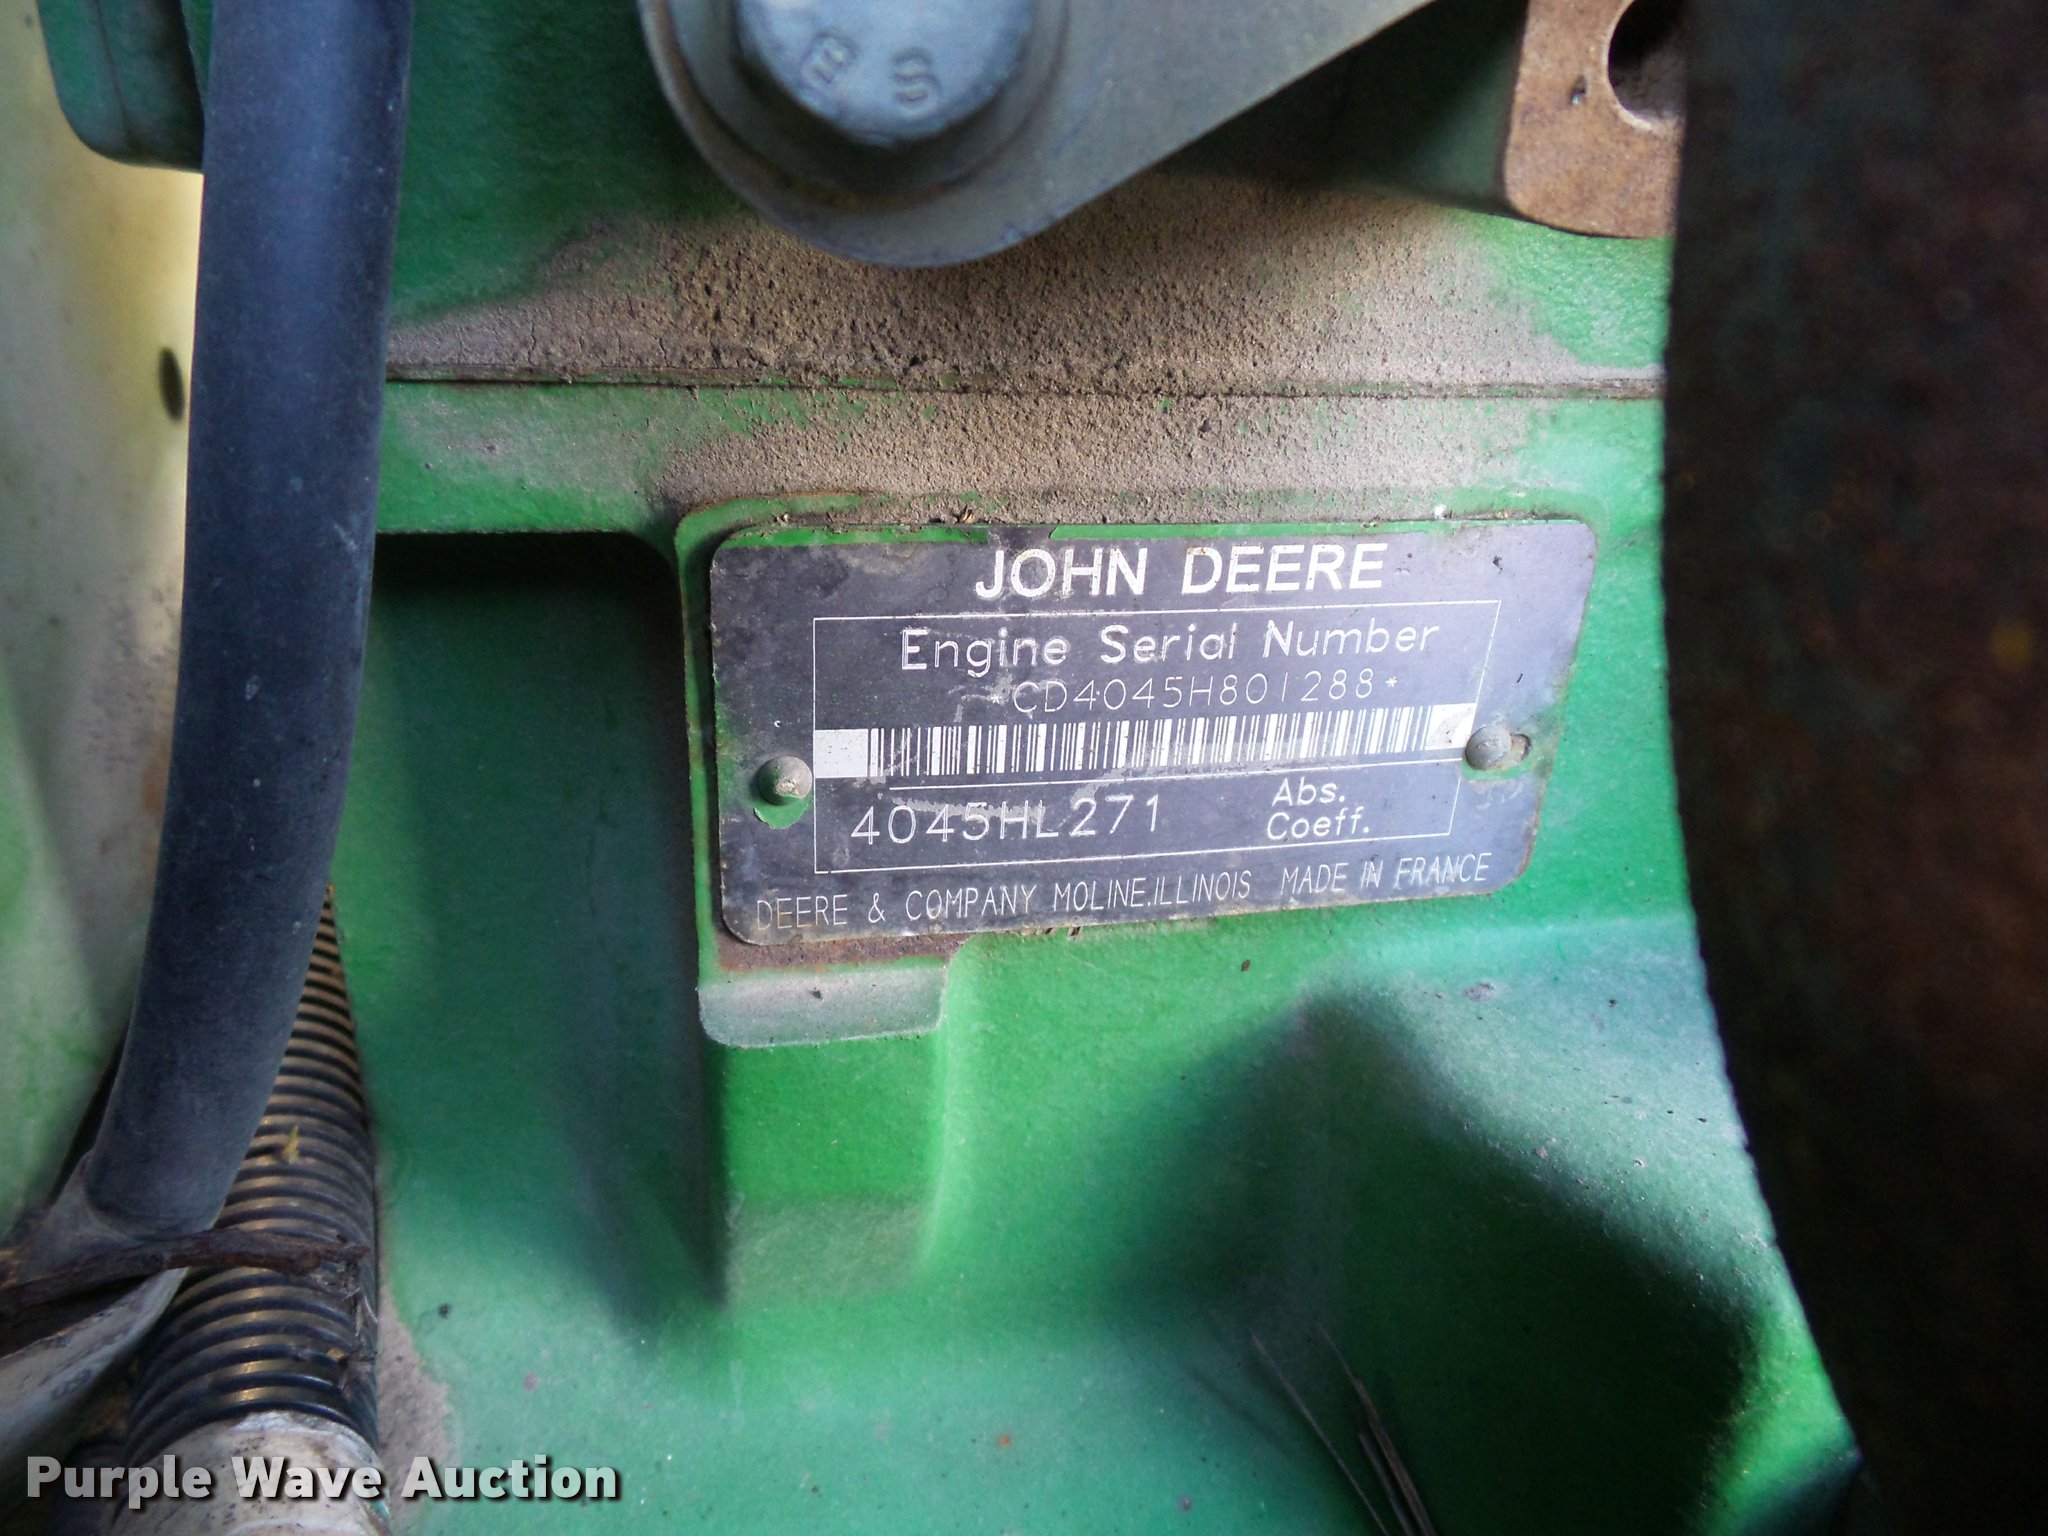 8 S
JOHN DEERE
Engine Serial Number
*CD4045H801288*
4045HL271
Abs.
Coeff.
DEERE & COMPANY MOLINE.ILLINOIS MADE IN FRANCE
Purple Wave Auction